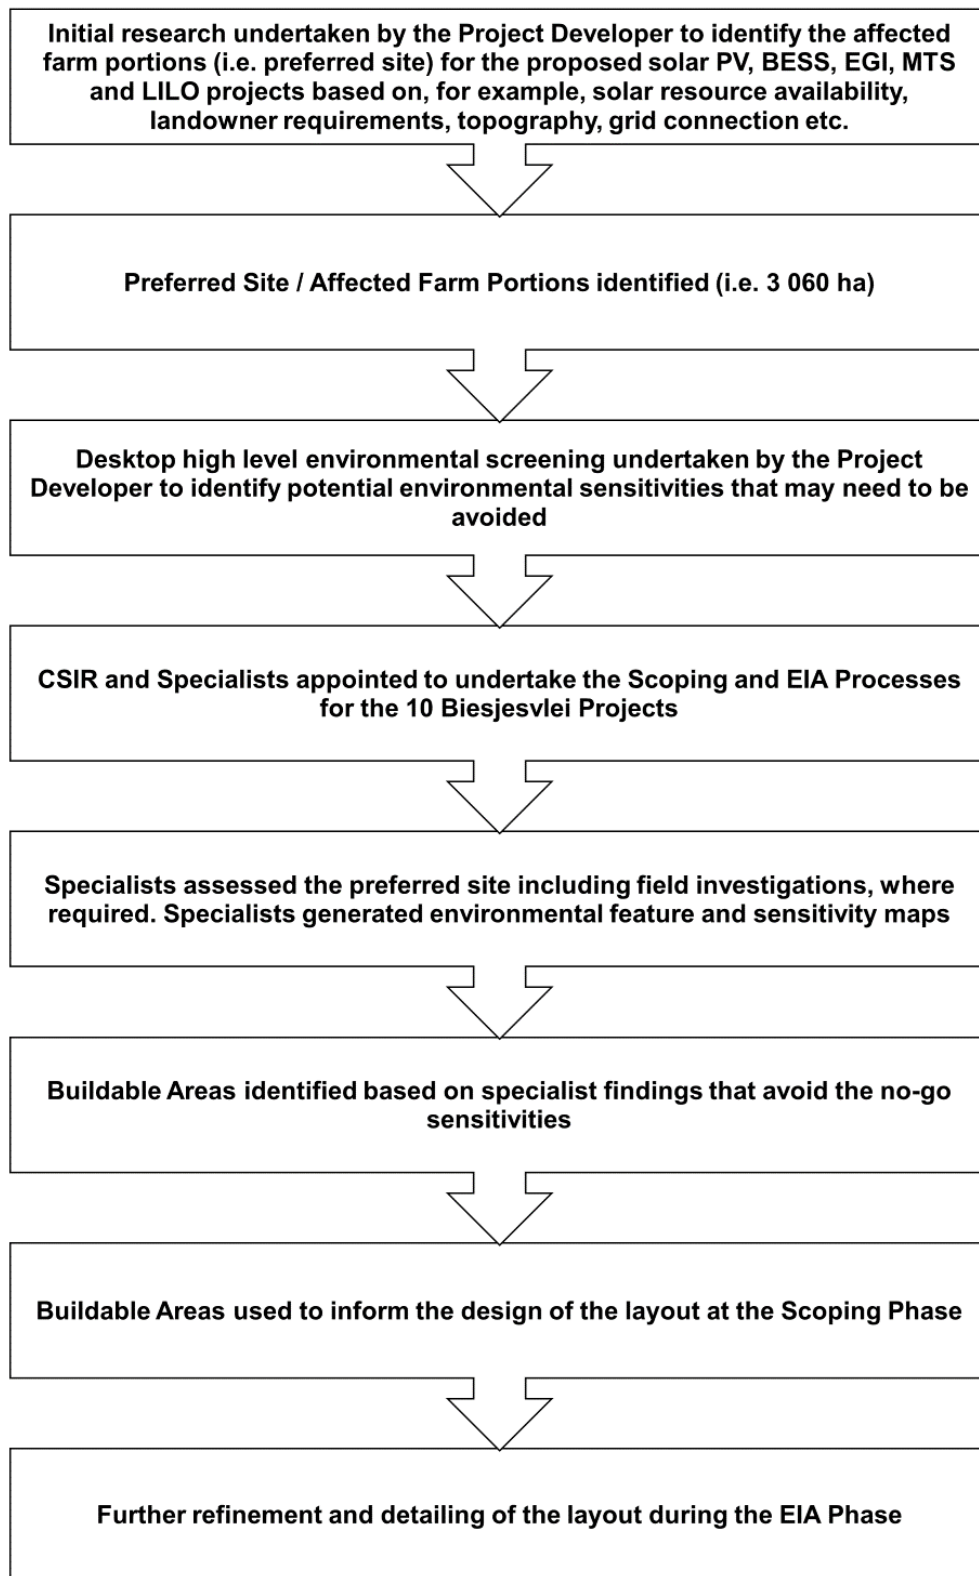 Initial research undertaken by the Project Developer to identify the affected
farm portions (i.e. preferred site) for the proposed solar PV, BESS, EGI, MTS
and LILO projects based on, for example, solar resource availability,
landowner requirements, topography, grid connection etc.
Preferred Site / Affected Farm Portions identified (i.e. 3 060 ha)
Desktop high level environmental screening undertaken by the Project
Developer to identify potential environmental sensitivities that may need to be
avoided
CSIR and Specialists appointed to undertake the Scoping and EIA Processes
for the 10 Biesjesvlei Projects
Specialists assessed the preferred site including field investigations, where
required. Specialists generated environmental feature and sensitivity maps
Buildable Areas identified based on specialist findings that avoid the no-go
sensitivities
Buildable Areas used to inform the design of the layout at the Scoping Phase
Further refinement and detailing of the layout during the EIA Phase